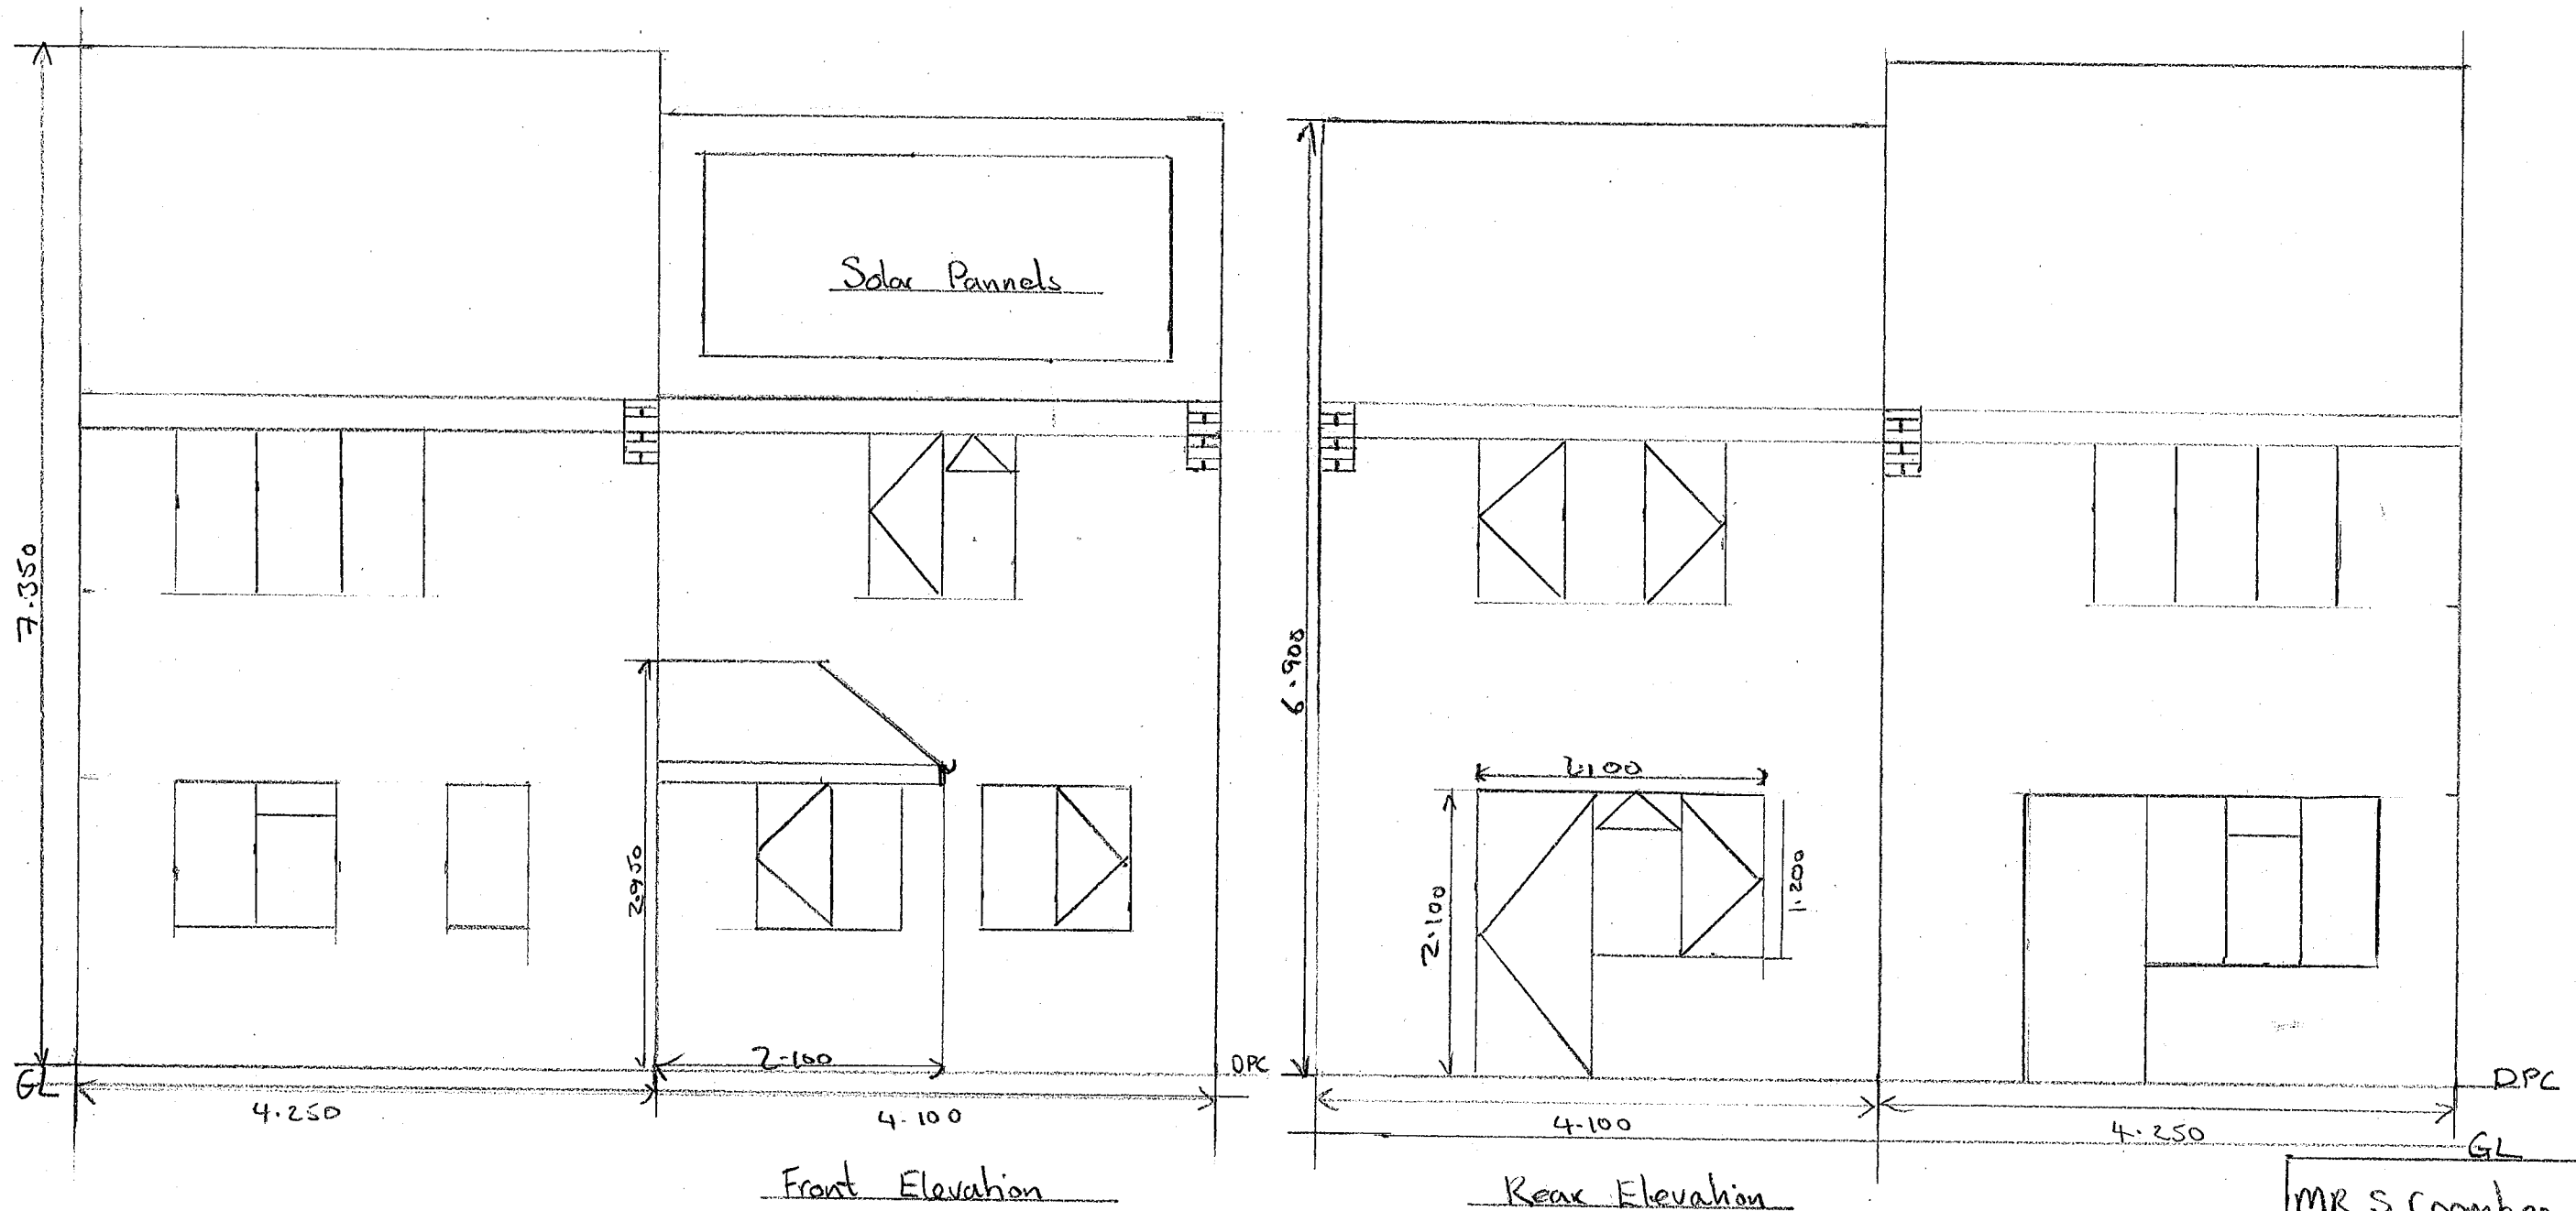 Solar Pannels
7.350
6.900
2.950
2.100
2.100
1.200
2.100
DPC
GL
4.250
4.100
4.100
4.250
DPC
GL
Front Elevation
Rear Elevation
MR S